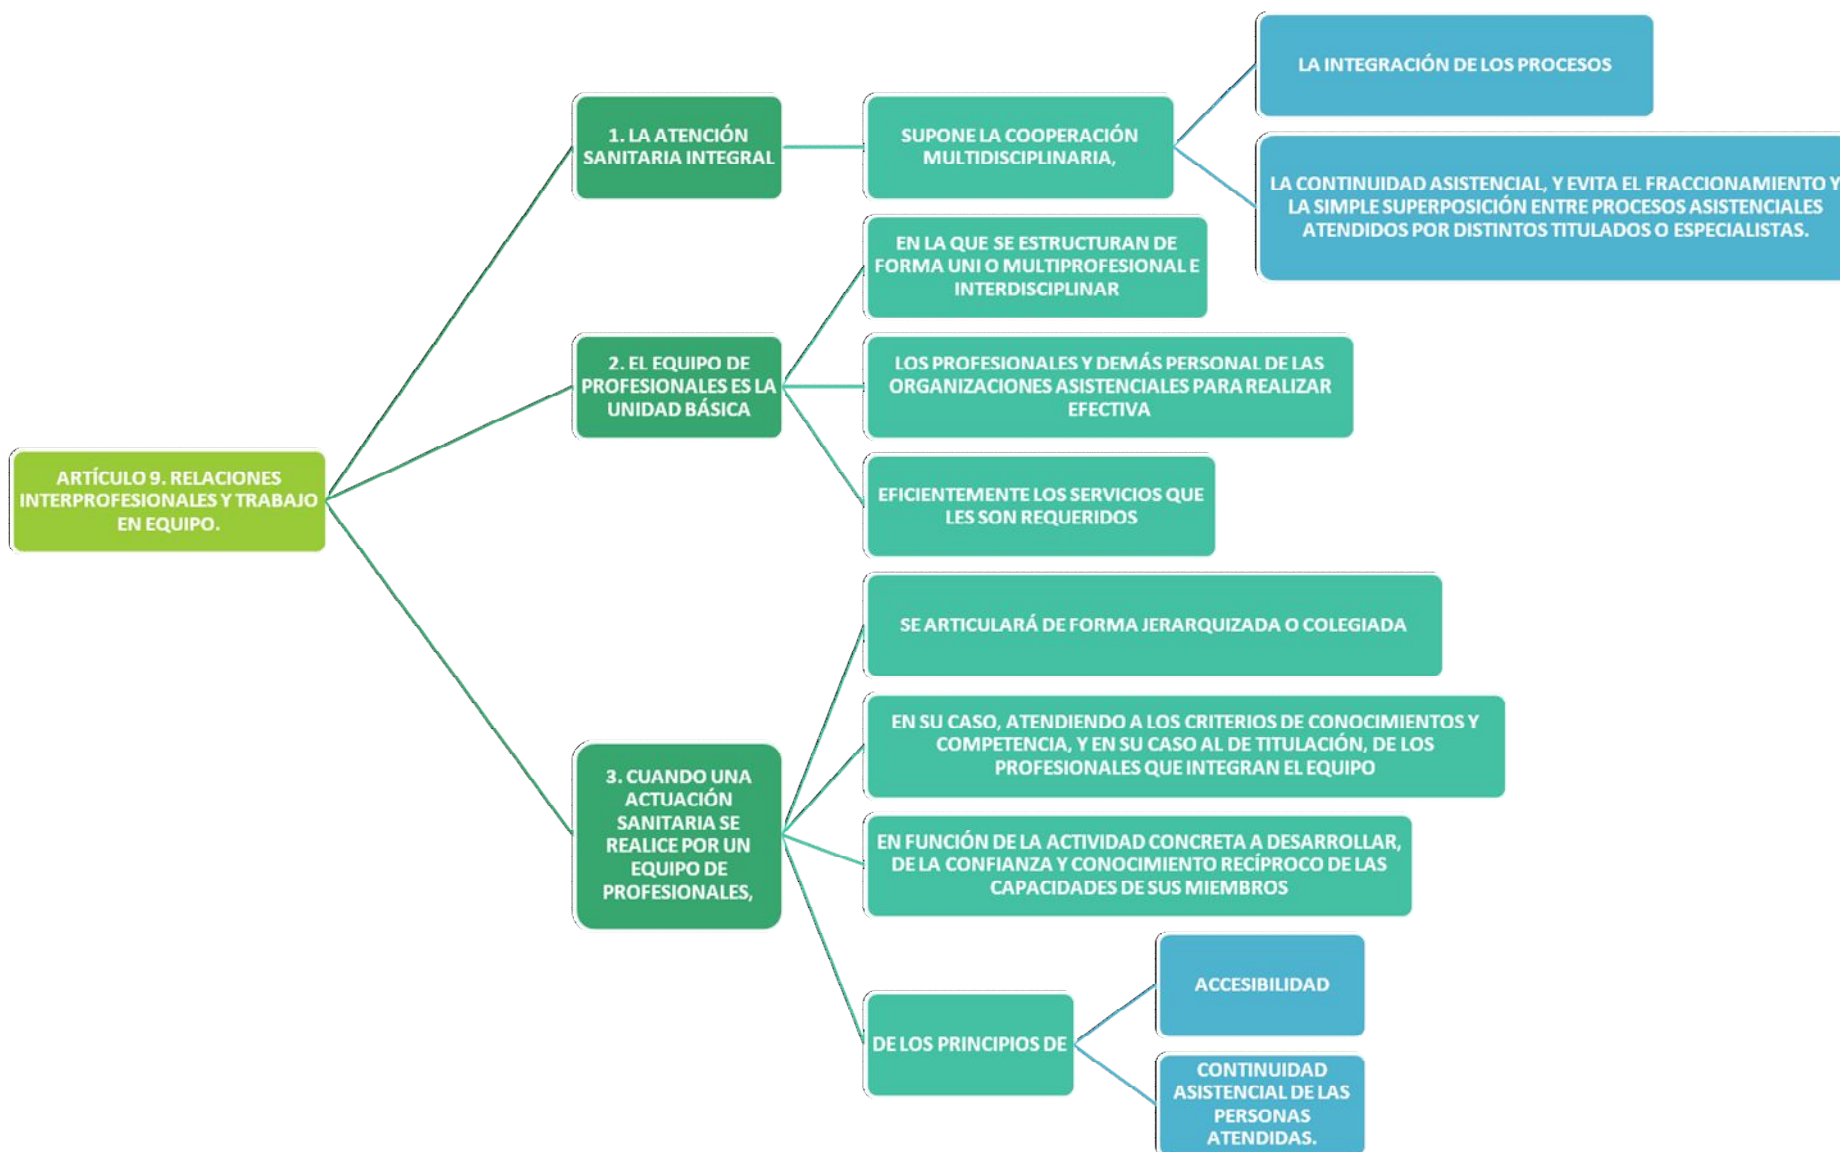 ARTÍCULO 9. RELACIONES
INTERPROFESIONALES Y TRABAJO
EN EQUIPO.
1. LA ATENCIÓN
SANITARIA INTEGRAL
SUPONE LA COOPERACIÓN
MULTIDISCIPLINARIA,
LA INTEGRACIÓN DE LOS PROCESOS
LA CONTINUIDAD ASISTENCIAL, Y EVITA EL FRACCIONAMIENTO Y
LA SIMPLE SUPERPOSICIÓN ENTRE PROCESOS ASISTENCIALES
ATENDIDOS POR DISTINTOS TITULADOS O ESPECIALISTAS.
2. EL EQUIPO DE
PROFESIONALES ES LA
UNIDAD BÁSICA
EN LA QUE SE ESTRUCTURAN DE
FORMA UNI O MULTIPROFESIONAL E
INTERDISCIPLINAR
LOS PROFESIONALES Y DEMÁS PERSONAL DE LAS
ORGANIZACIONES ASISTENCIALES PARA REALIZAR
EFECTIVA
EFICIENTEMENTE LOS SERVICIOS QUE
LES SON REQUERIDOS
3. CUANDO UNA
ACTUACIÓN
SANITARIA SE
REALICE POR UN
EQUIPO DE
PROFESIONALES,
SE ARTICULARÁ DE FORMA JERARQUIZADA O COLEGIADA
EN SU CASO, ATENDIENDO A LOS CRITERIOS DE CONOCIMIENTOS Y
COMPETENCIA, Y EN SU CASO AL DE TITULACIÓN, DE LOS
PROFESIONALES QUE INTEGRAN EL EQUIPO
EN FUNCIÓN DE LA ACTIVIDAD CONCRETA A DESARROLLAR,
DE LA CONFIANZA Y CONOCIMIENTO RECÍPROCO DE LAS
CAPACIDADES DE SUS MIEMBROS
DE LOS PRINCIPIOS DE
ACCESIBILIDAD
CONTINUIDAD
ASISTENCIAL DE LAS
PERSONAS
ATENDIDAS.